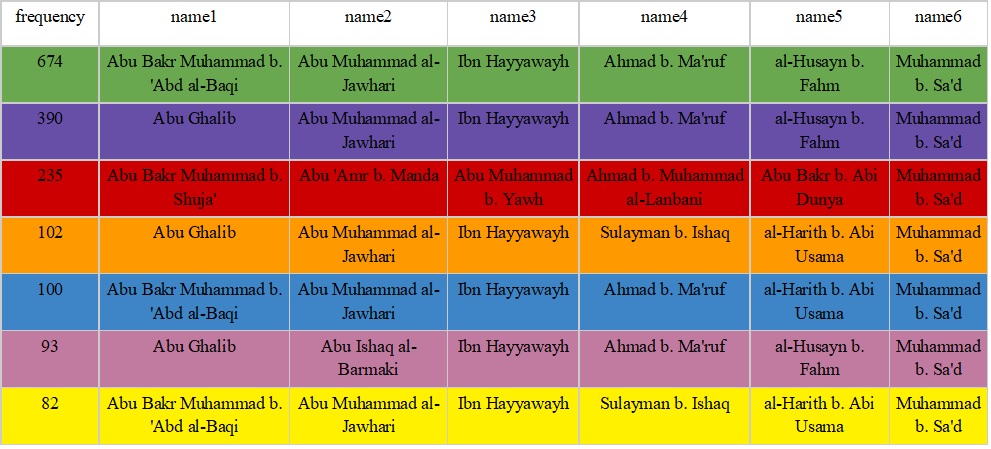 frequency name1 name2 name3 name4 name5 name6
674 Abu Bakr Muhammad b. Abu Muhammad al- Ibn Hayyawayh Ahmad b. Ma'ruf al-Husayn b. Muhammad
'Abd al-Baqi Jawhari Fahm b. Sa'd
390 Abu Ghalib Abu Muhammad al- Ibn Hayyawayh Ahmad b. Ma'ruf al-Husayn b. Muhammad
Jawhari Fahm b. Sa'd
235 Abu Bakr Muhammad b. Abu 'Amr b. Manda Abu Muhammad Ahmad b. Muhammad Abu Bakr b. Abi Muhammad
Shuja' b. Yawh al-Lanbani Dunya b. Sa'd
102 Abu Ghalib Abu Muhammad al- Ibn Hayyawayh Sulayman b. Ishaq al-Harith b. Abi Muhammad
Jawhari Usama b. Sa'd
100 Abu Bakr Muhammad b. Abu Muhammad al- Ibn Hayyawayh Ahmad b. Ma'ruf al-Harith b. Abi Muhammad
'Abd al-Baqi Jawhari Usama b. Sa'd
93 Abu Ghalib Abu Ishaq al- Ibn Hayyawayh Ahmad b. Ma'ruf al-Husayn b. Muhammad
Barmaki Fahm b. Sa'd
82 Abu Bakr Muhammad b. Abu Muhammad al- Ibn Hayyawayh Sulayman b. Ishaq al-Harith b. Abi Muhammad
'Abd al-Baqi Jawhari Usama b. Sa'd